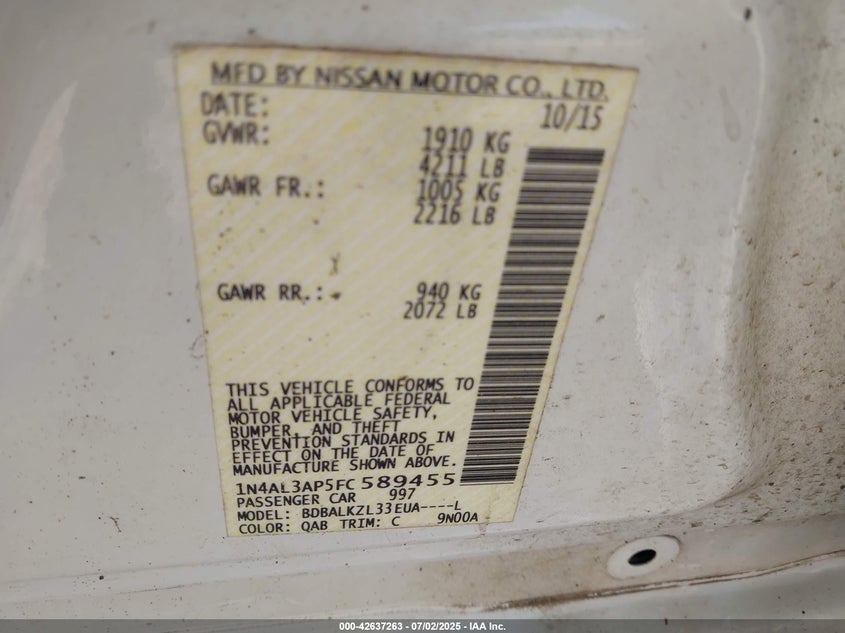 MFD BY NISSAN MOTOR CO., LTD.
DATE: 10/15
GVWR: 1910 KG
4211 LB
GAWR FR.: 1005 KG
2216 LB
GAWR RR.: 940 KG
2072 LB
THIS VEHICLE CONFORMS TO
ALL APPLICABLE FEDERAL
MOTOR VEHICLE SAFETY,
BUMPER, AND THEFT
PREVENTION STANDARDS IN
EFFECT ON THE DATE OF
MANUFACTURE SHOWN ABOVE.
1N4AL3AP5FC589455
PASSENGER CAR 997
MODEL: BDBALKZL33EUA----L
COLOR: QAB TRIM: C 9N00A
000-42637263 - 07/02/2025 - IAA Inc.